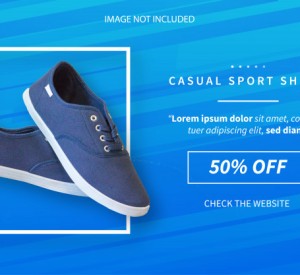 IMAGE NOT INCLUDED
CASUAL SPORT SH
"Lorem ipsum dolor sit amet, co
tuer adipiscing elit, sed dian
50% OFF
CHECK THE WEBSITE